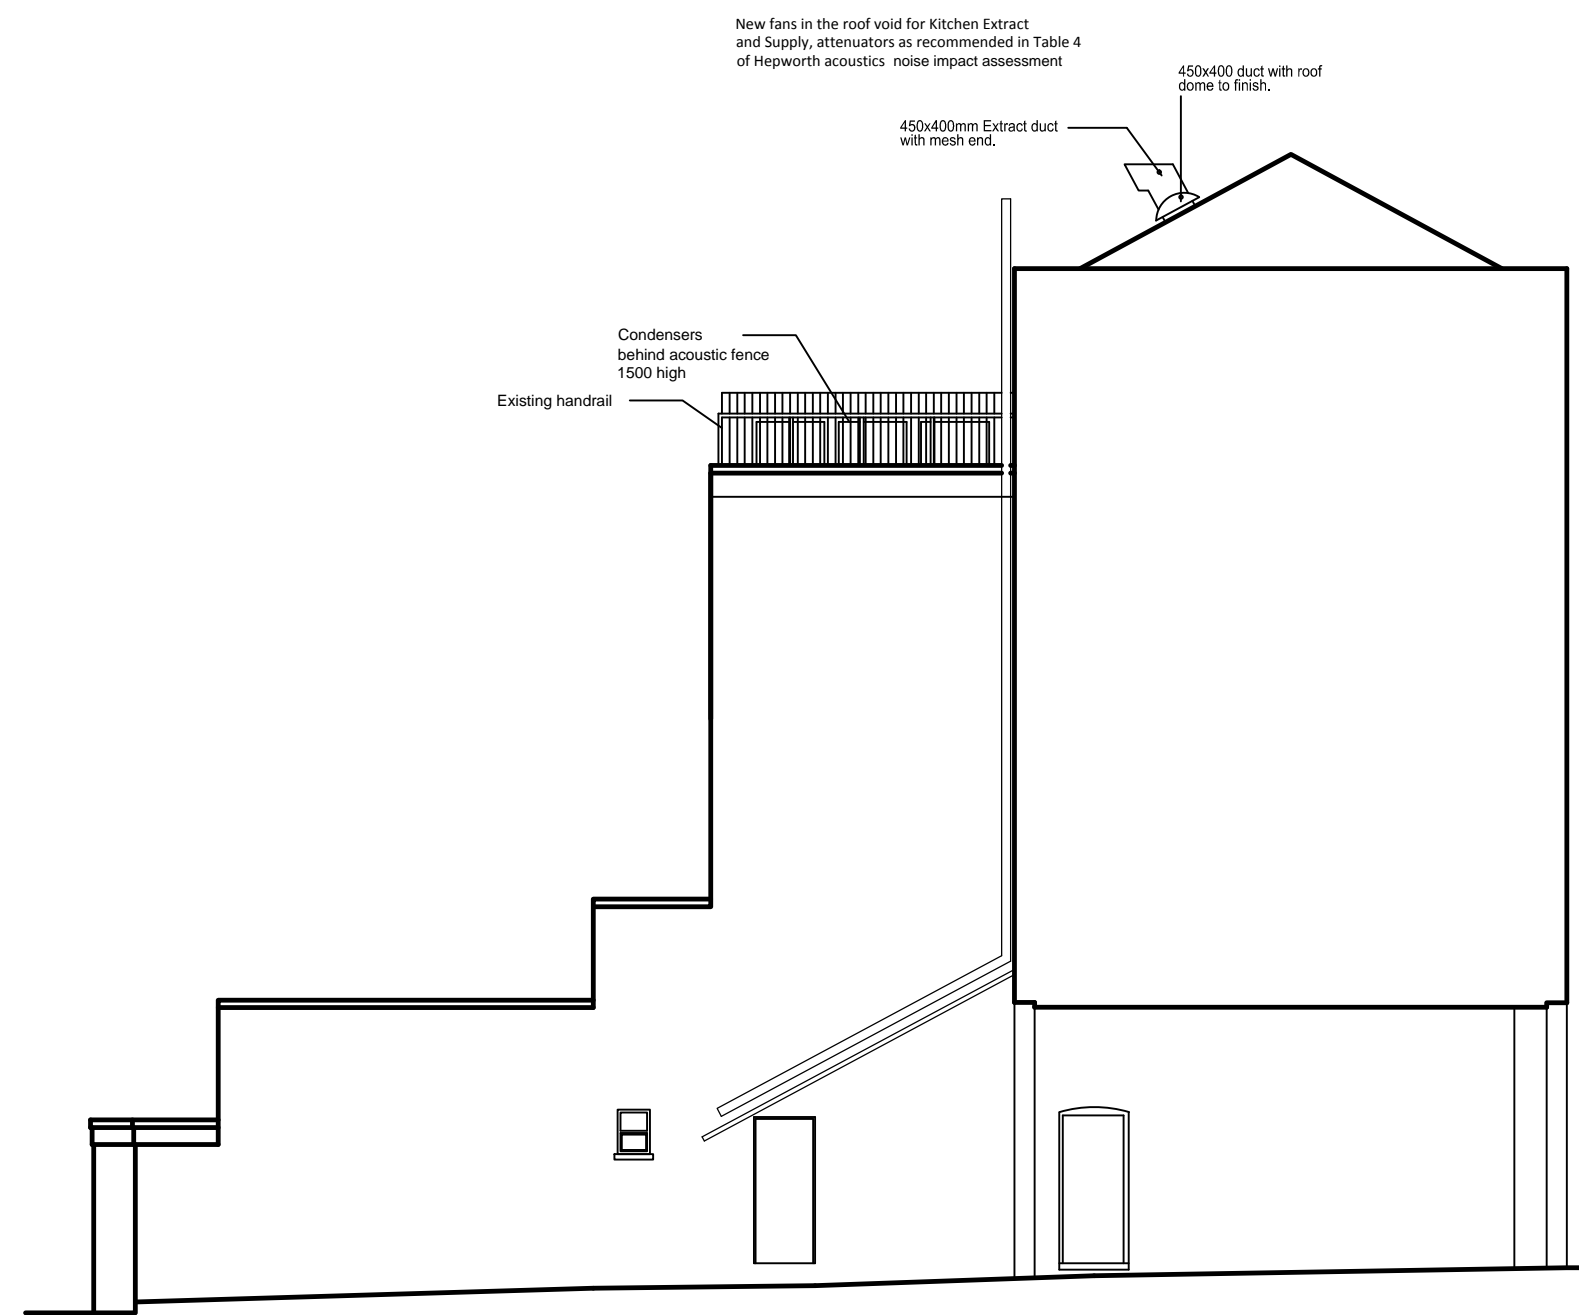 New fans in the roof void for Kitchen Extract
and Supply, attenuators as recommended in Table 4
of Hepworth acoustics noise impact assessment
450x400 duct with roof
dome to finish.
450x400mm Extract duct
with mesh end.
Condensers
behind acoustic fence
1500 high
Existing handrail